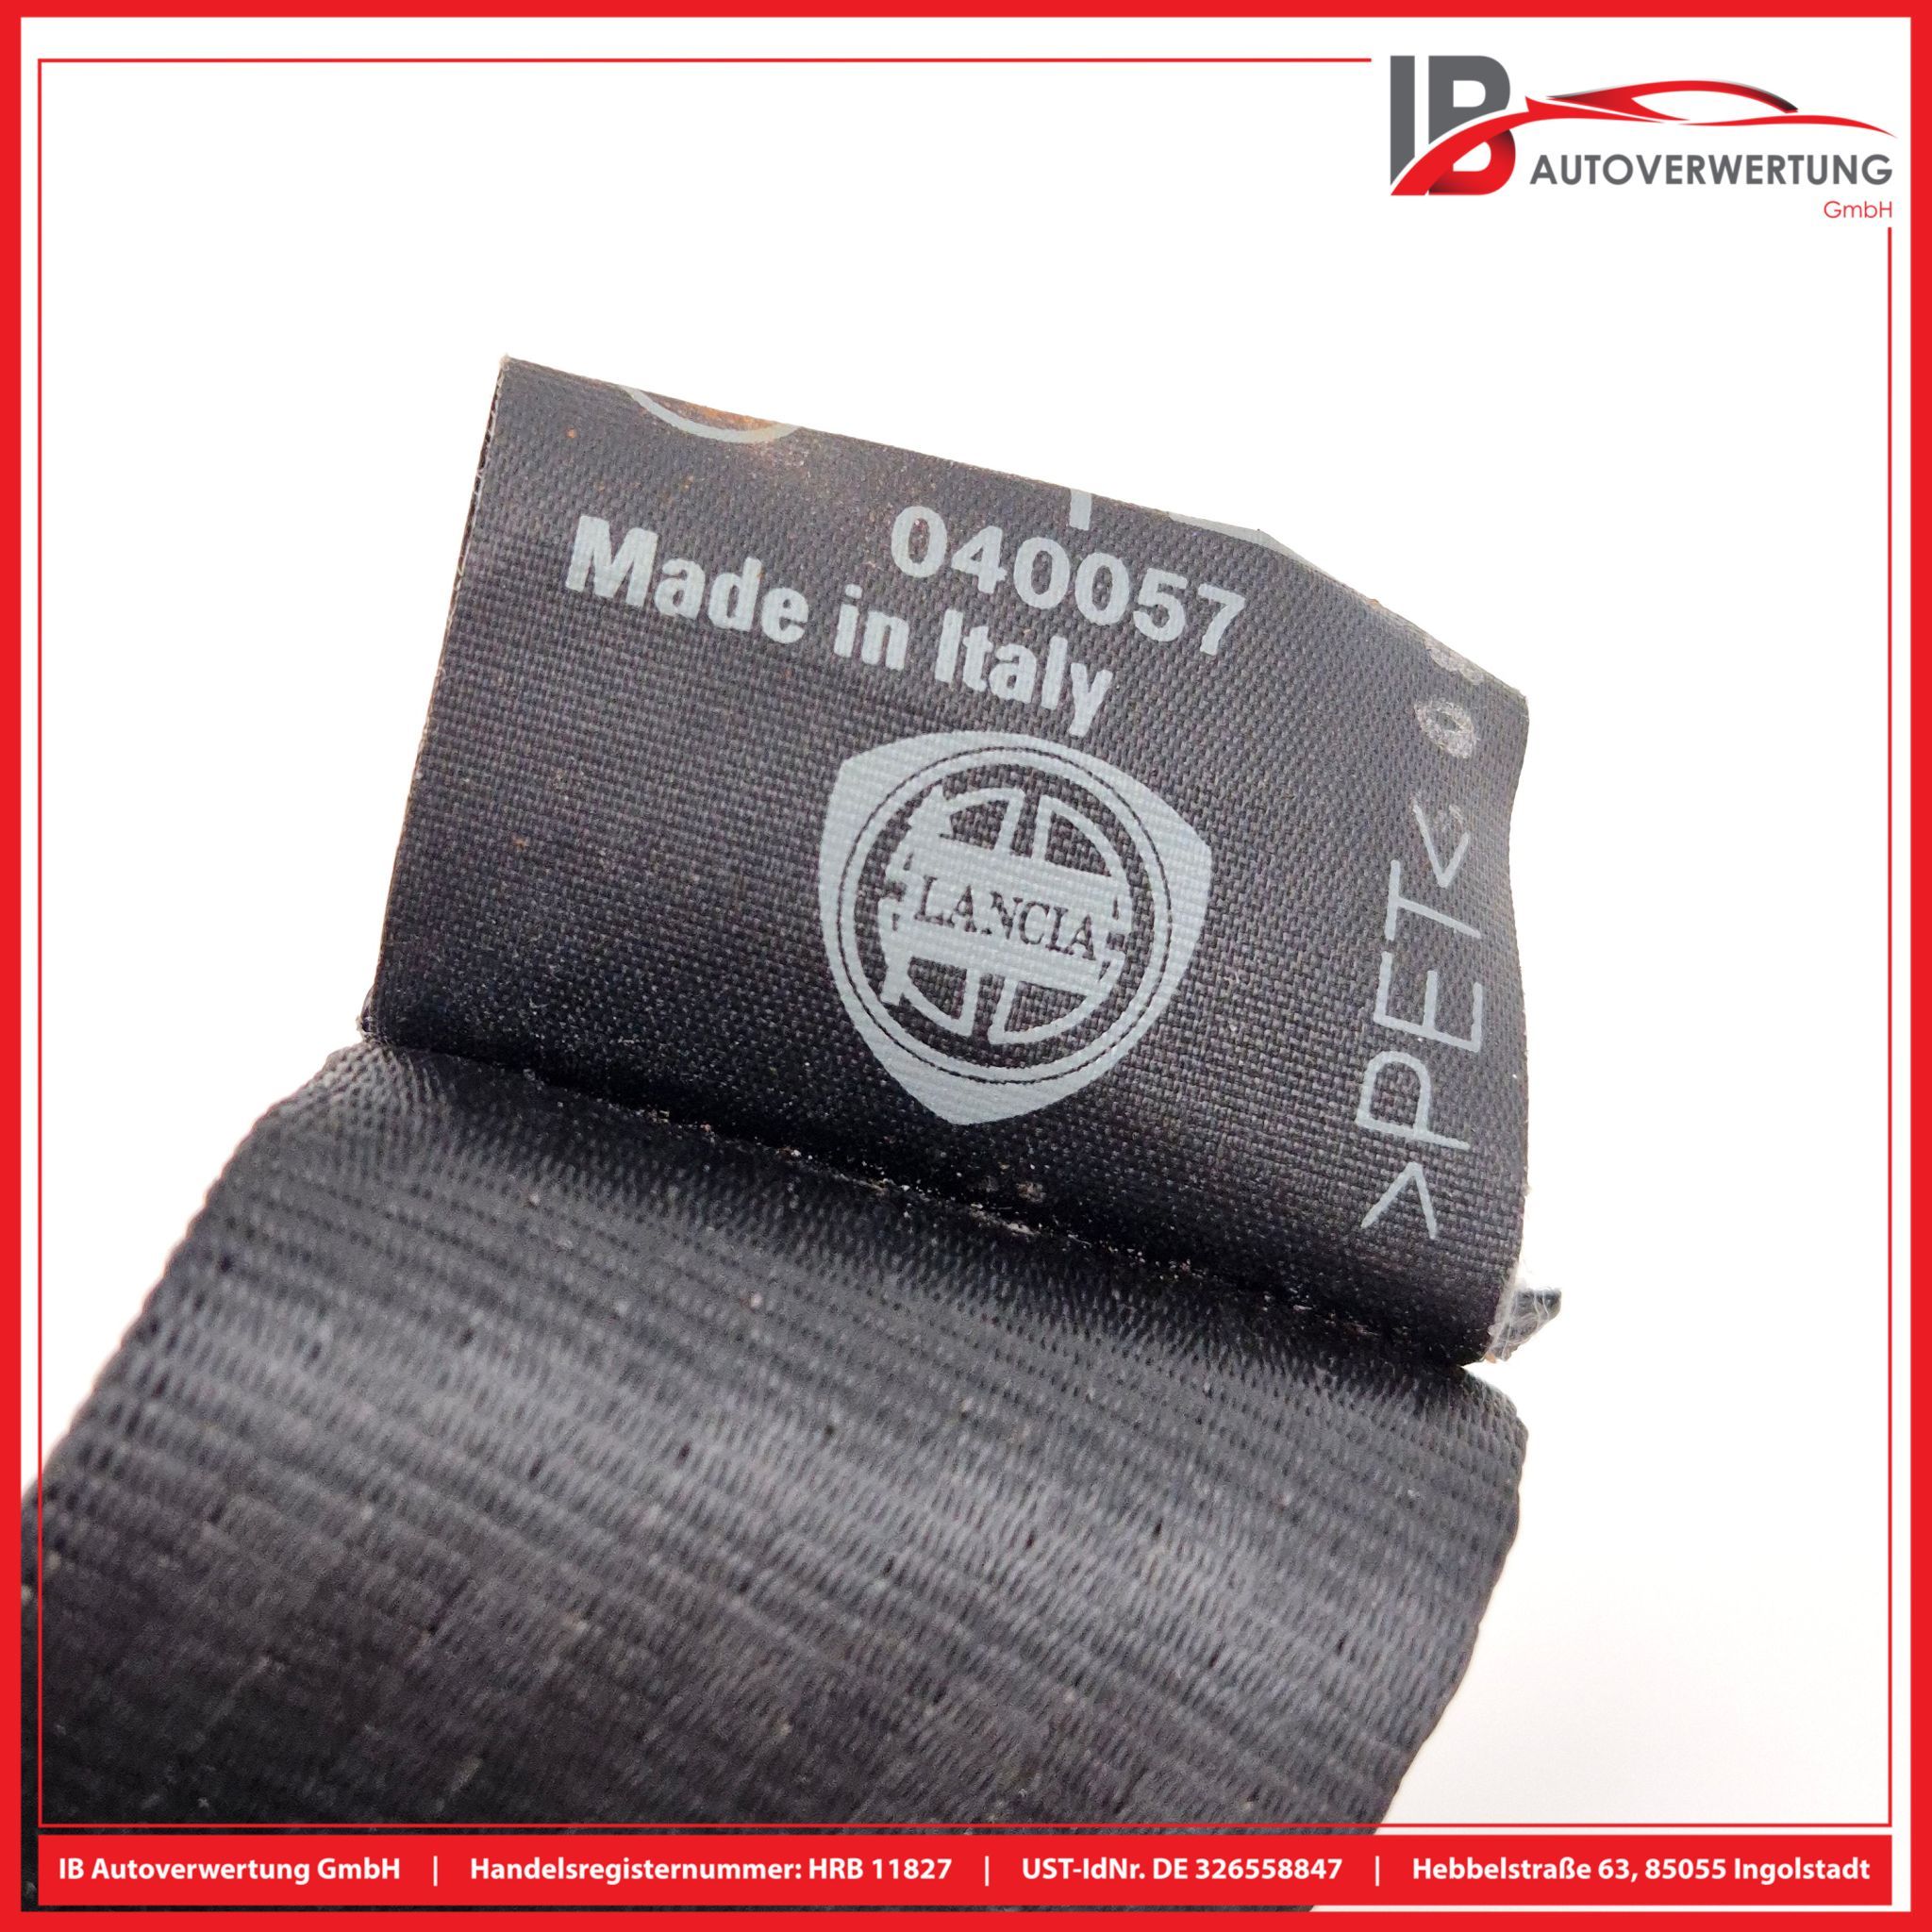 IB
AUTOVERWERTUNG
GmbH
040057
Made in Italy
LANCIA
>PET<
IB Autoverwertung GmbH | Handelsregisternummer: HRB 11827 | UST-IdNr. DE 326558847 | Hebbelstraße 63, 85055 Ingolstadt